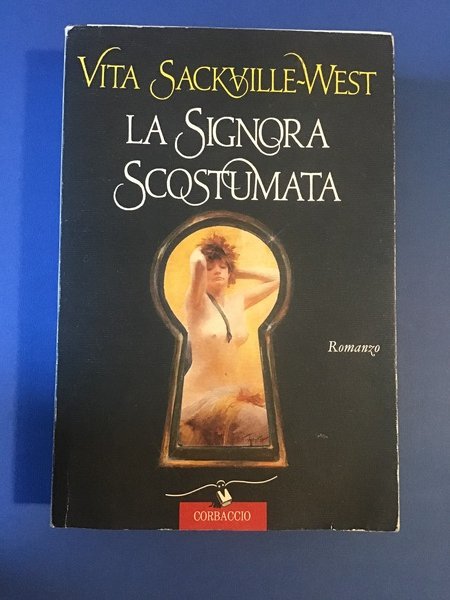 VITA SACKVILLE-WEST
LA SIGNORA
SCOSTUMATA
Romanzo
CORBACCIO